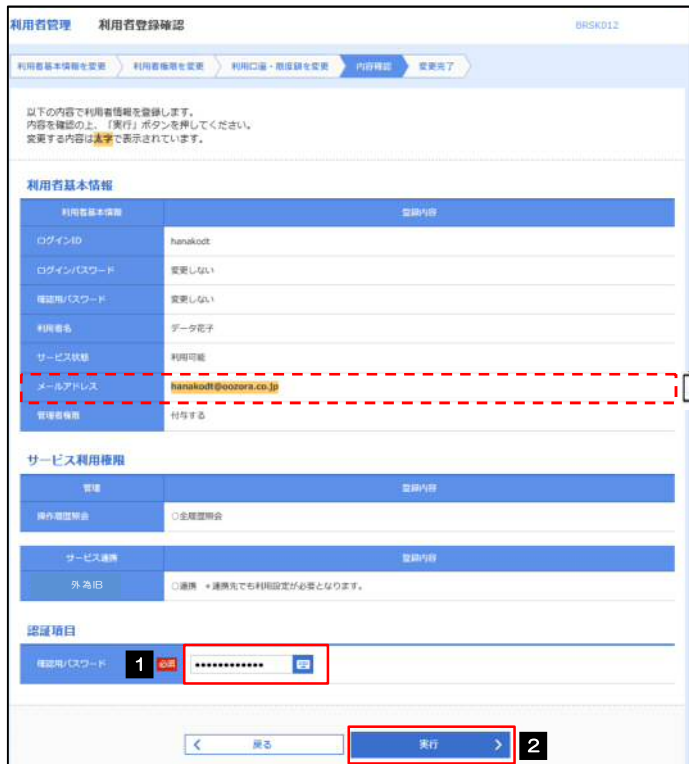 利用者管理 利用者登録確認 BRSK012
利用者基本情報を変更 利用者権限を変更 利用口座・限度額を変更 内容確認 変更完了
以下の内容で利用者情報を登録します。
内容を確認の上、「実行」ボタンを押してください。
変更する内容は太字で表示されています。
利用者基本情報
利用者基本情報 登録内容
ログインID hanakodt
ログインパスワード 変更しない
確認用パスワード 変更しない
利用者名 データ花子
サービス状態 利用可能
メールアドレス hanakodt@oozora.co.jp
管理者権限 付与する
サービス利用権限
管理 登録内容
操作履歴照会 ○全履歴照会
サービス連携 登録内容
外為IB ○連携 *連携先でも利用設定が必要となります。
認証項目
確認用パスワード 1 必須 ••••••••••••
戻る 実行 2